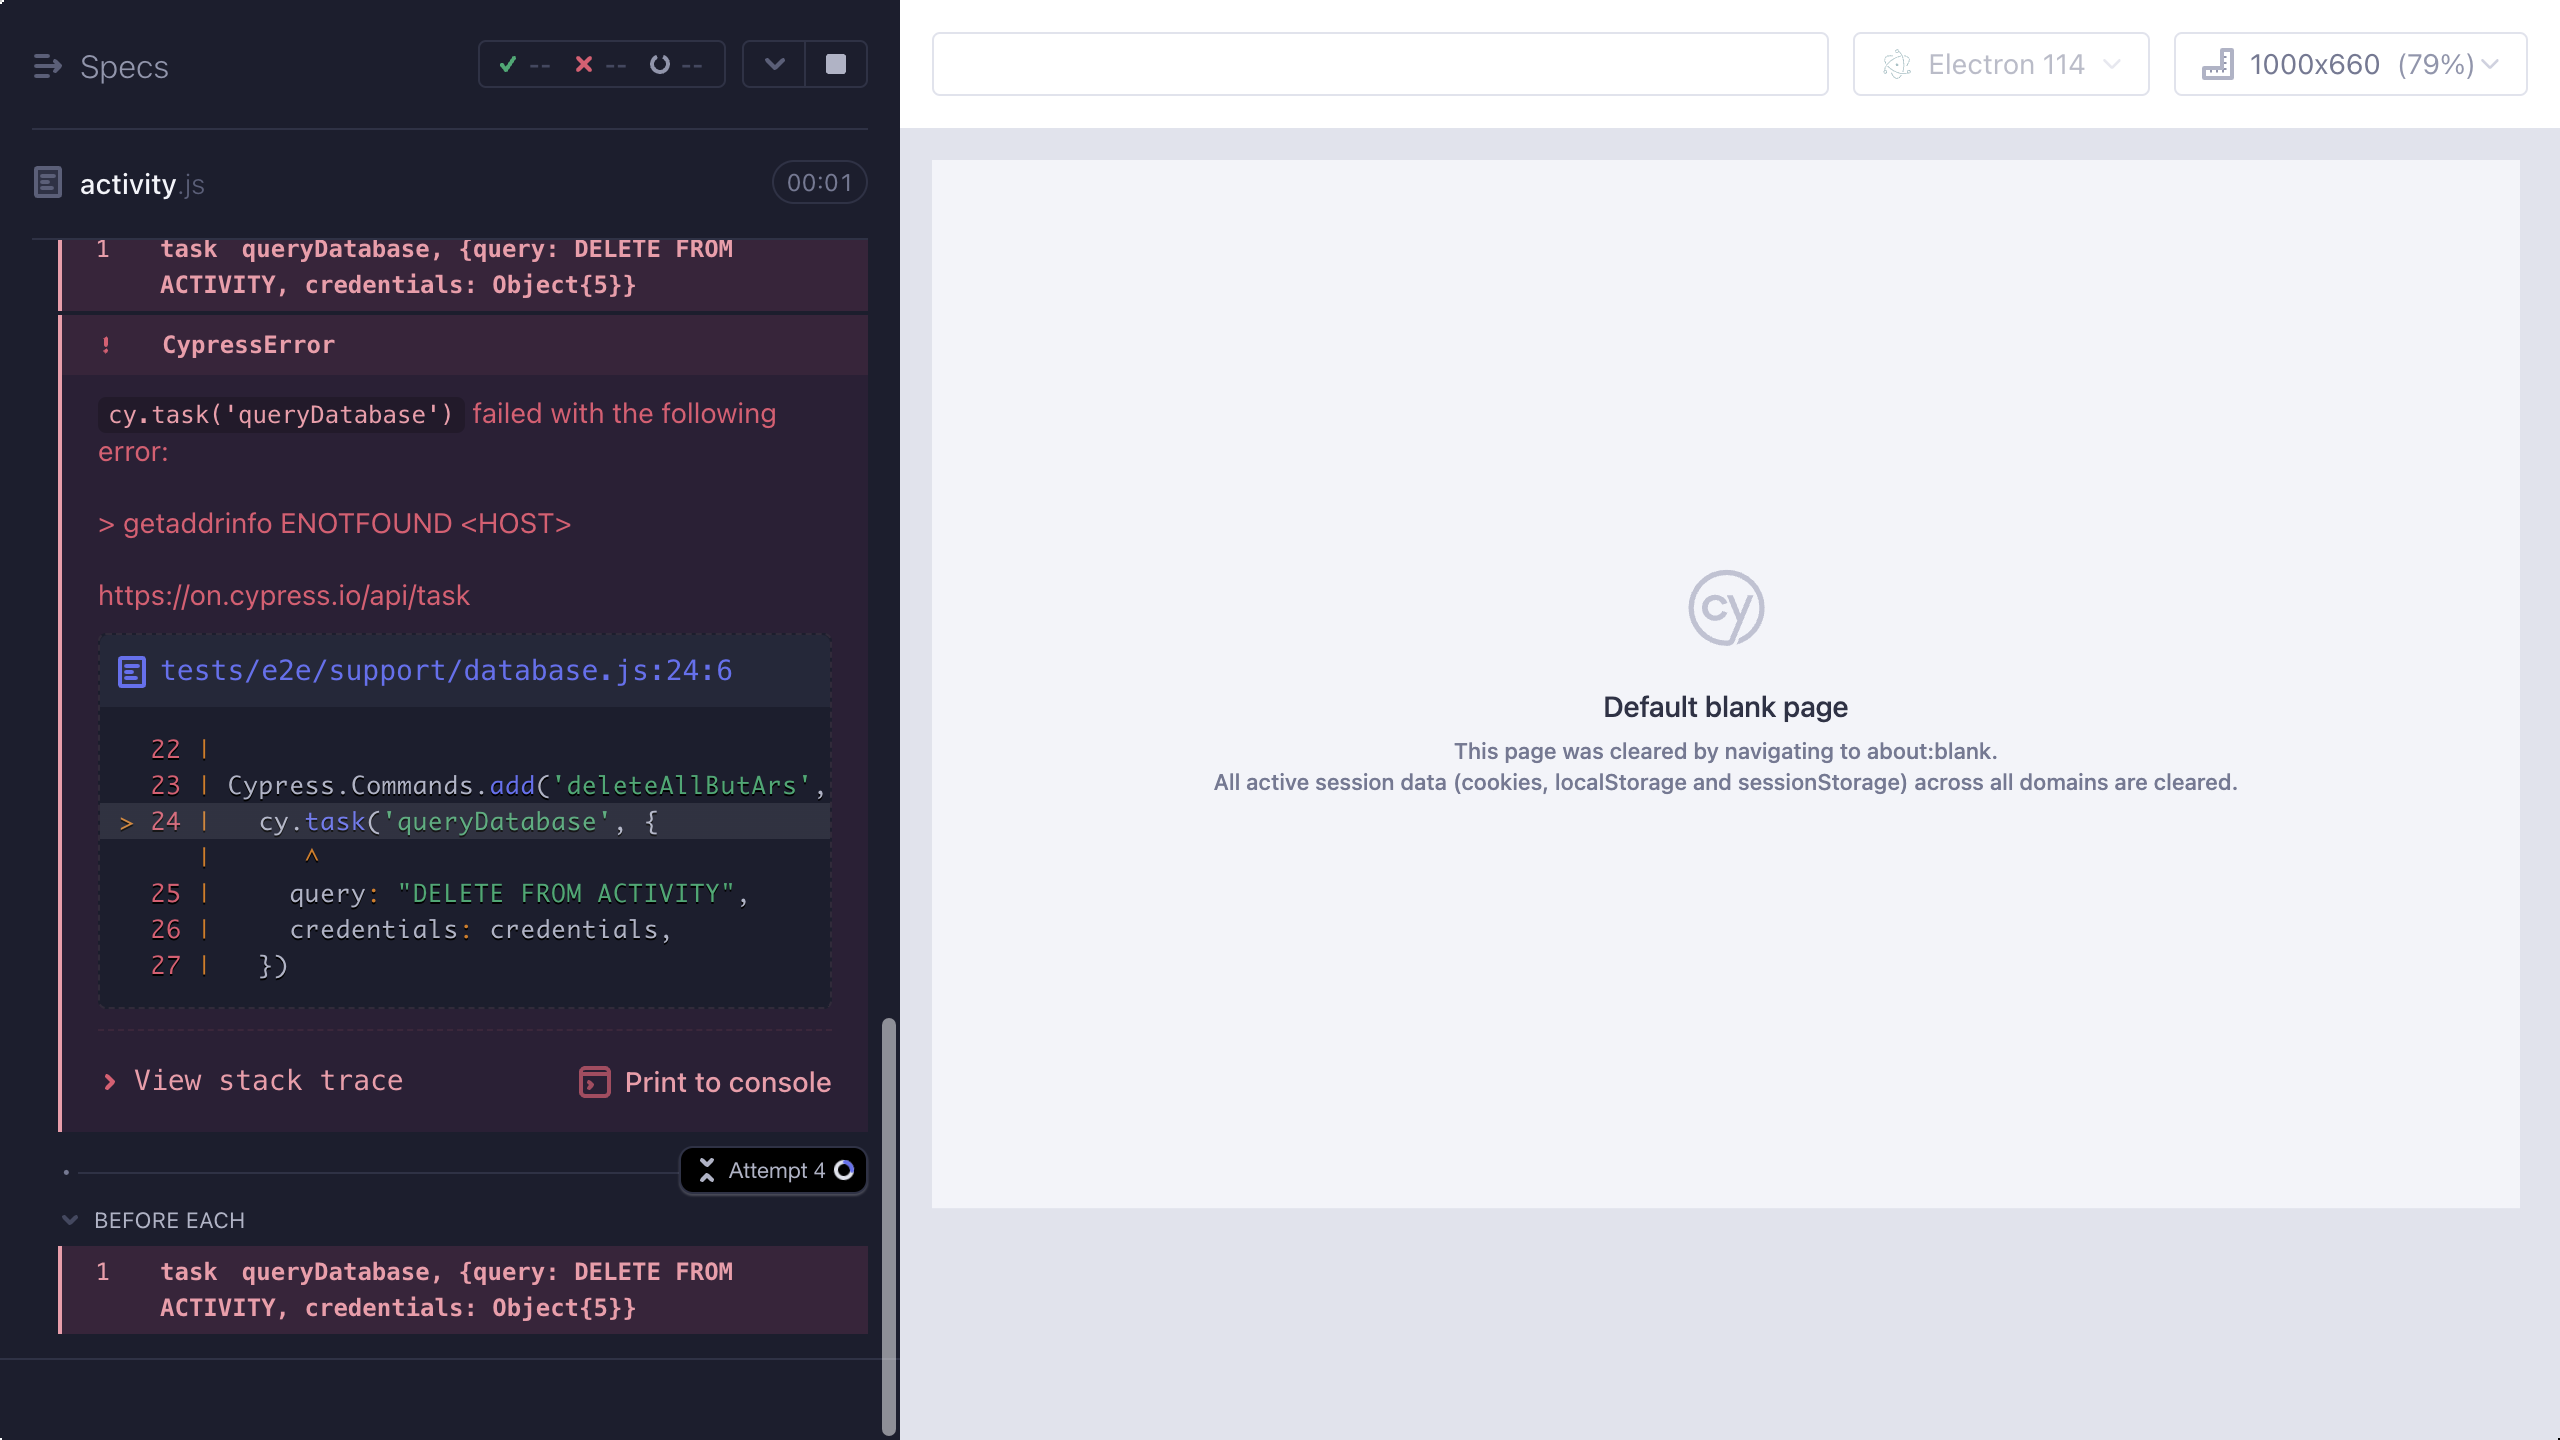 Specs
-- -- --
activity.js
00:01
1 task queryDatabase, {query: DELETE FROM
ACTIVITY, credentials: Object{5}}
! CypressError
cy.task('queryDatabase') failed with the following
error:
> getaddrinfo ENOTFOUND <HOST>
https://on.cypress.io/api/task
tests/e2e/support/database.js:24:6
22 |
23 | Cypress.Commands.add('deleteAllButArs',
> 24 |   cy.task('queryDatabase', {
|      ^
25 |     query: "DELETE FROM ACTIVITY",
26 |     credentials: credentials,
27 |   })
View stack trace
Print to console
Attempt 4
BEFORE EACH
1 task queryDatabase, {query: DELETE FROM
ACTIVITY, credentials: Object{5}}
Electron 114
1000x660 (79%)
cy
Default blank page
This page was cleared by navigating to about:blank.
All active session data (cookies, localStorage and sessionStorage) across all domains are cleared.